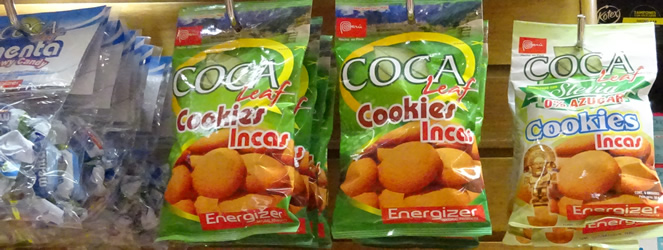 menta
Candy
COCA
Leaf
Cookies
Incas
Energizer
COCA
Leaf
Cookies
Incas
Energizer
COCA
Leaf
Stevia
0% AZUCAR
Cookies
Incas
Energizer
Kotex